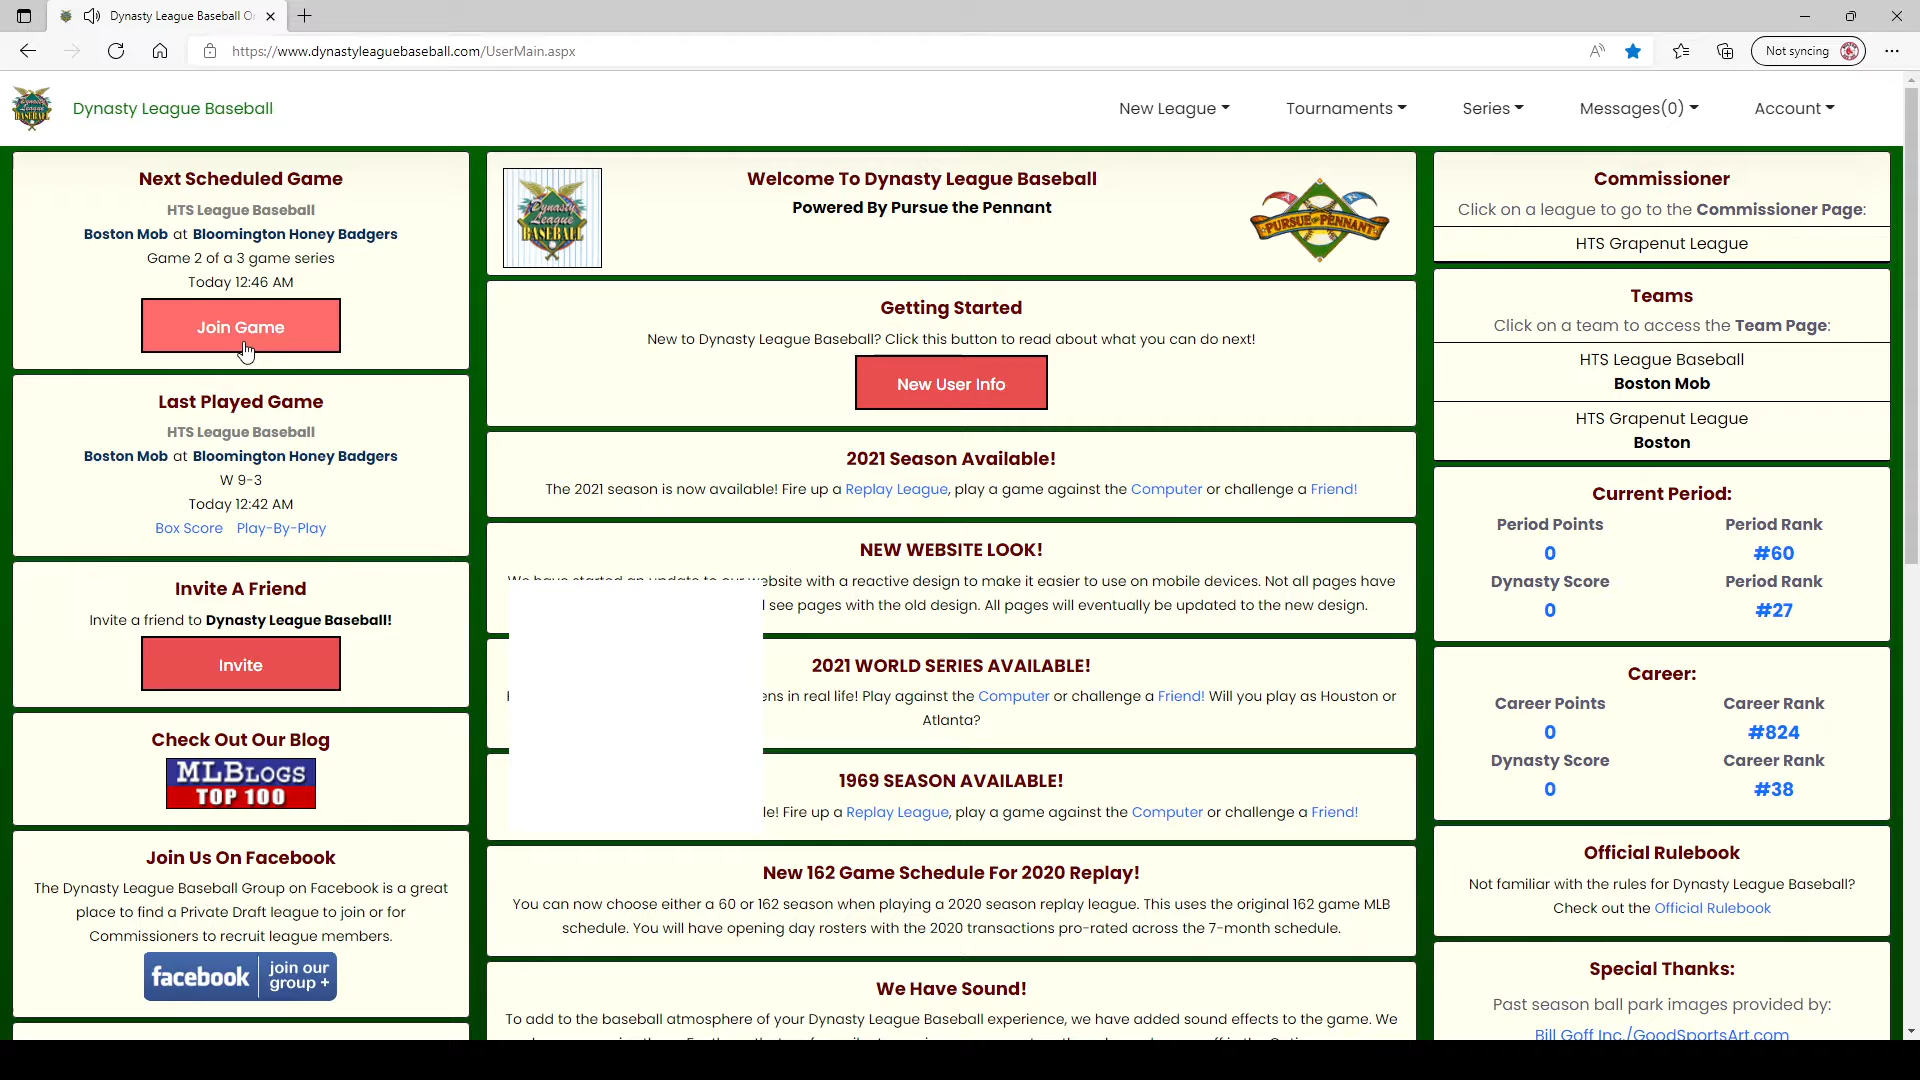 Dynasty League Baseball O
https://www.dynastyleaguebaseball.com/UserMain.aspx
Not syncing
Dynasty League Baseball
New League
Tournaments
Series
Messages(0)
Account
Next Scheduled Game
HTS League Baseball
Boston Mob at Bloomington Honey Badgers
Game 2 of a 3 game series
Today 12:46 AM
Join Game
Last Played Game
HTS League Baseball
Boston Mob at Bloomington Honey Badgers
W 9-3
Today 12:42 AM
Box Score Play-By-Play
Invite A Friend
Invite a friend to Dynasty League Baseball!
Invite
Check Out Our Blog
MLBLOGS
TOP 100
Join Us On Facebook
The Dynasty League Baseball Group on Facebook is a great
place to find a Private Draft league to join or for
Commissioners to recruit league members.
facebook join our
group +
Dynasty
League
BASEBALL
Welcome To Dynasty League Baseball
Powered By Pursue the Pennant
PURSUE the PENNANT
Getting Started
New to Dynasty League Baseball? Click this button to read about what you can do next!
New User Info
2021 Season Available!
The 2021 season is now available! Fire up a Replay League, play a game against the Computer or challenge a Friend!
NEW WEBSITE LOOK!
We have started an update to our website with a reactive design to make it easier to use on mobile devices. Not all pages have
see pages with the old design. All pages will eventually be updated to the new design.
2021 WORLD SERIES AVAILABLE!
ens in real life! Play against the Computer or challenge a Friend! Will you play as Houston or
Atlanta?
1969 SEASON AVAILABLE!
le! Fire up a Replay League, play a game against the Computer or challenge a Friend!
New 162 Game Schedule For 2020 Replay!
You can now choose either a 60 or 162 season when playing a 2020 season replay league. This uses the original 162 game MLB
schedule. You will have opening day rosters with the 2020 transactions pro-rated across the 7-month schedule.
We Have Sound!
To add to the baseball atmosphere of your Dynasty League Baseball experience, we have added sound effects to the game. We
Commissioner
Click on a league to go to the Commissioner Page:
HTS Grapenut League
Teams
Click on a team to access the Team Page:
HTS League Baseball
Boston Mob
HTS Grapenut League
Boston
Current Period:
Period Points Period Rank
0 #60
Dynasty Score Period Rank
0 #27
Career:
Career Points Career Rank
0 #824
Dynasty Score Career Rank
0 #38
Official Rulebook
Not familiar with the rules for Dynasty League Baseball?
Check out the Official Rulebook
Special Thanks:
Past season ball park images provided by:
Bill Goff Inc./GoodSportsArt.com